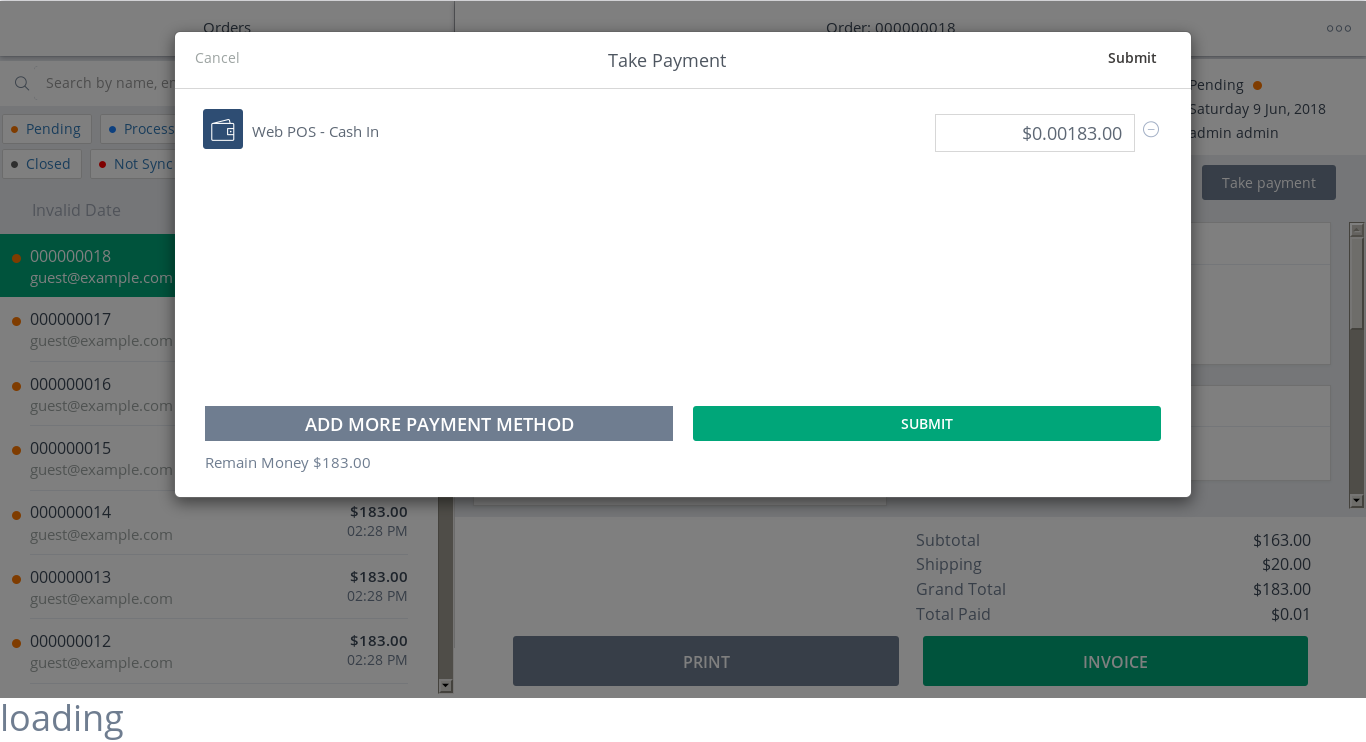 Orders
Order: 000000018
Cancel
Take Payment
Submit
Search by name, em
Pending
Process
Closed
Not Sync
Invalid Date
Pending
Saturday 9 Jun, 2018
admin admin
Take payment
Web POS - Cash In
$0.00183.00
ADD MORE PAYMENT METHOD
SUBMIT
Remain Money $183.00
000000018
guest@example.com
000000017
guest@example.com
000000016
guest@example.com
000000015
guest@example.com
000000014 $183.00
guest@example.com 02:28 PM
000000013 $183.00
guest@example.com 02:28 PM
000000012 $183.00
guest@example.com 02:28 PM
Subtotal $163.00
Shipping $20.00
Grand Total $183.00
Total Paid $0.01
PRINT
INVOICE
loading